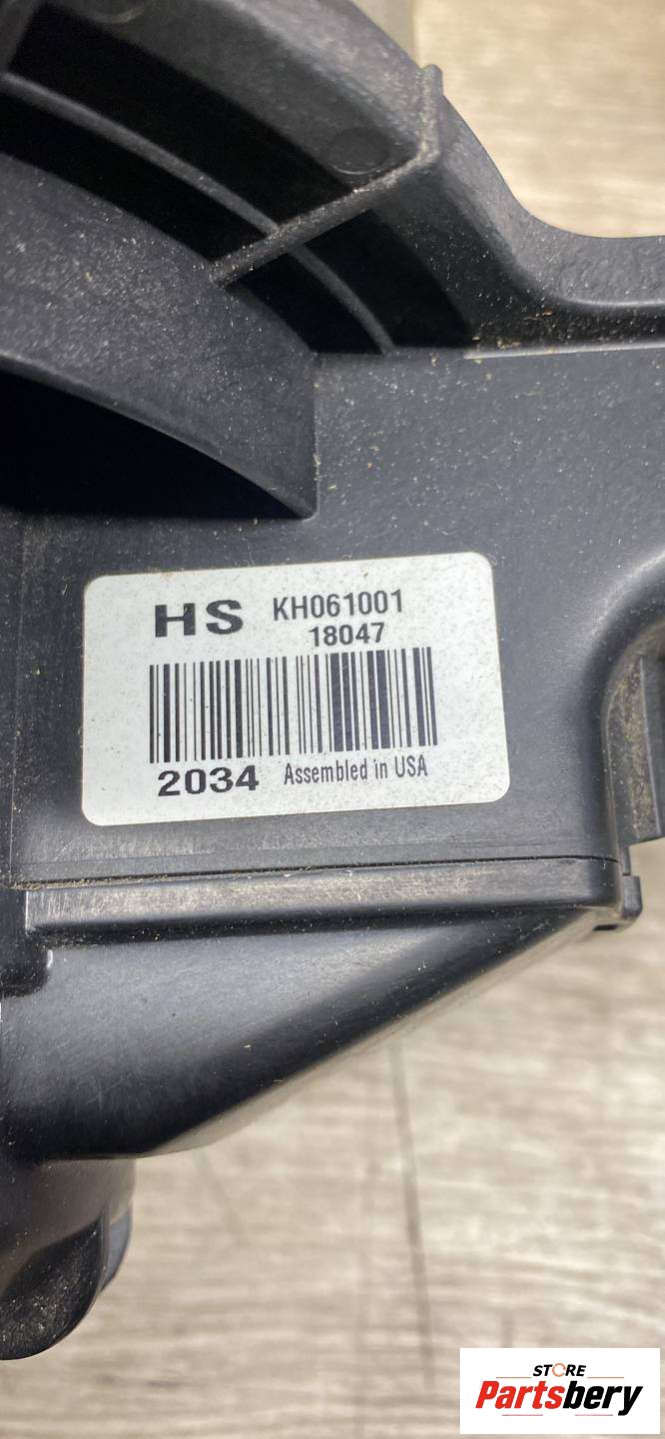 HS KH061001
18047
2034 Assembled in USA
STORE
Partsbery